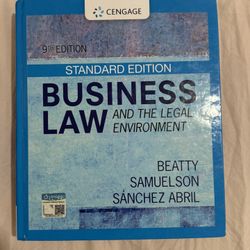 CENGAGE
9TH EDITION
STANDARD EDITION
BUSINESS
LAW AND THE LEGAL
ENVIRONMENT
BEATTY
SAMUELSON
SÁNCHEZ ABRIL